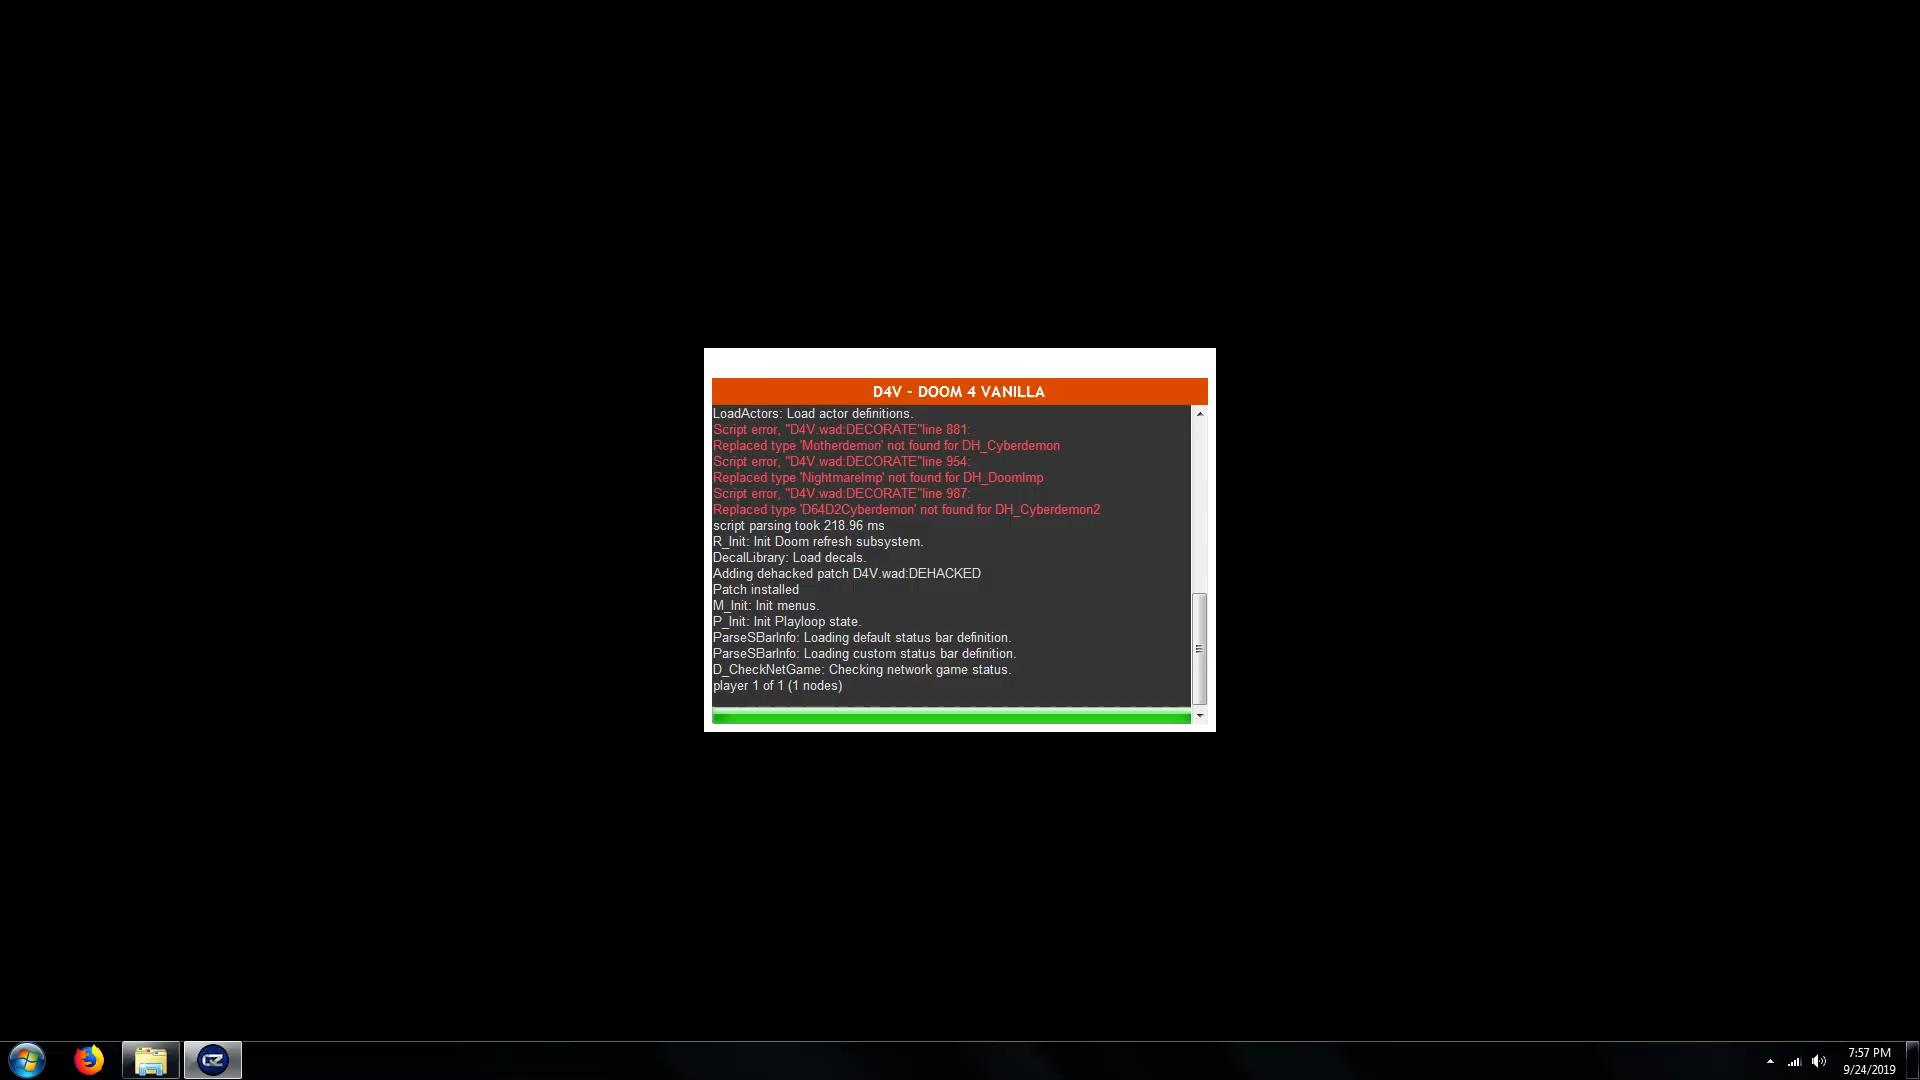 D4V - DOOM 4 VANILLA
LoadActors: Load actor definitions.
Script error, "D4V.wad:DECORATE"line 881:
Replaced type 'Motherdemon' not found for DH_Cyberdemon
Script error, "D4V.wad:DECORATE"line 954:
Replaced type 'NightmareImp' not found for DH_DoomImp
Script error, "D4V.wad:DECORATE"line 987:
Replaced type 'D64D2Cyberdemon' not found for DH_Cyberdemon2
script parsing took 218.96 ms
R_Init: Init Doom refresh subsystem.
DecalLibrary: Load decals.
Adding dehacked patch D4V.wad:DEHACKED
Patch installed
M_Init: Init menus.
P_Init: Init Playloop state.
ParseSBarInfo: Loading default status bar definition.
ParseSBarInfo: Loading custom status bar definition.
D_CheckNetGame: Checking network game status.
player 1 of 1 (1 nodes)
GZ
7:57 PM
9/24/2019